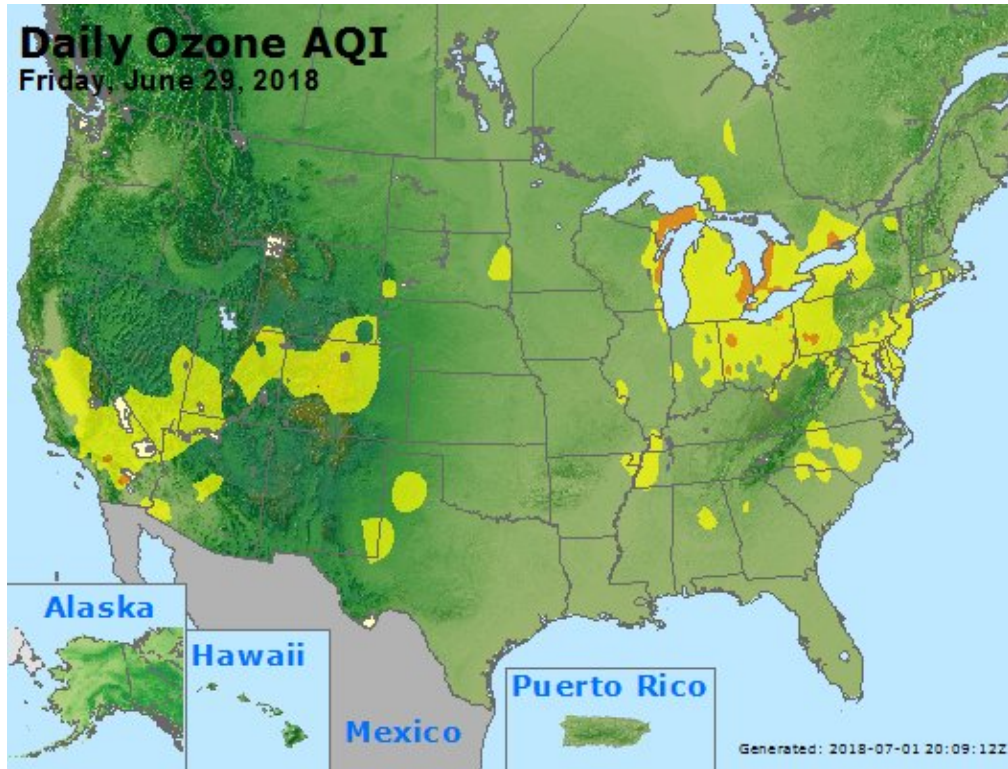 Daily Ozone AQI
Friday, June 29, 2018
Alaska
Hawaii
Mexico
Puerto Rico
Generated: 2018-07-01 20:09:12Z